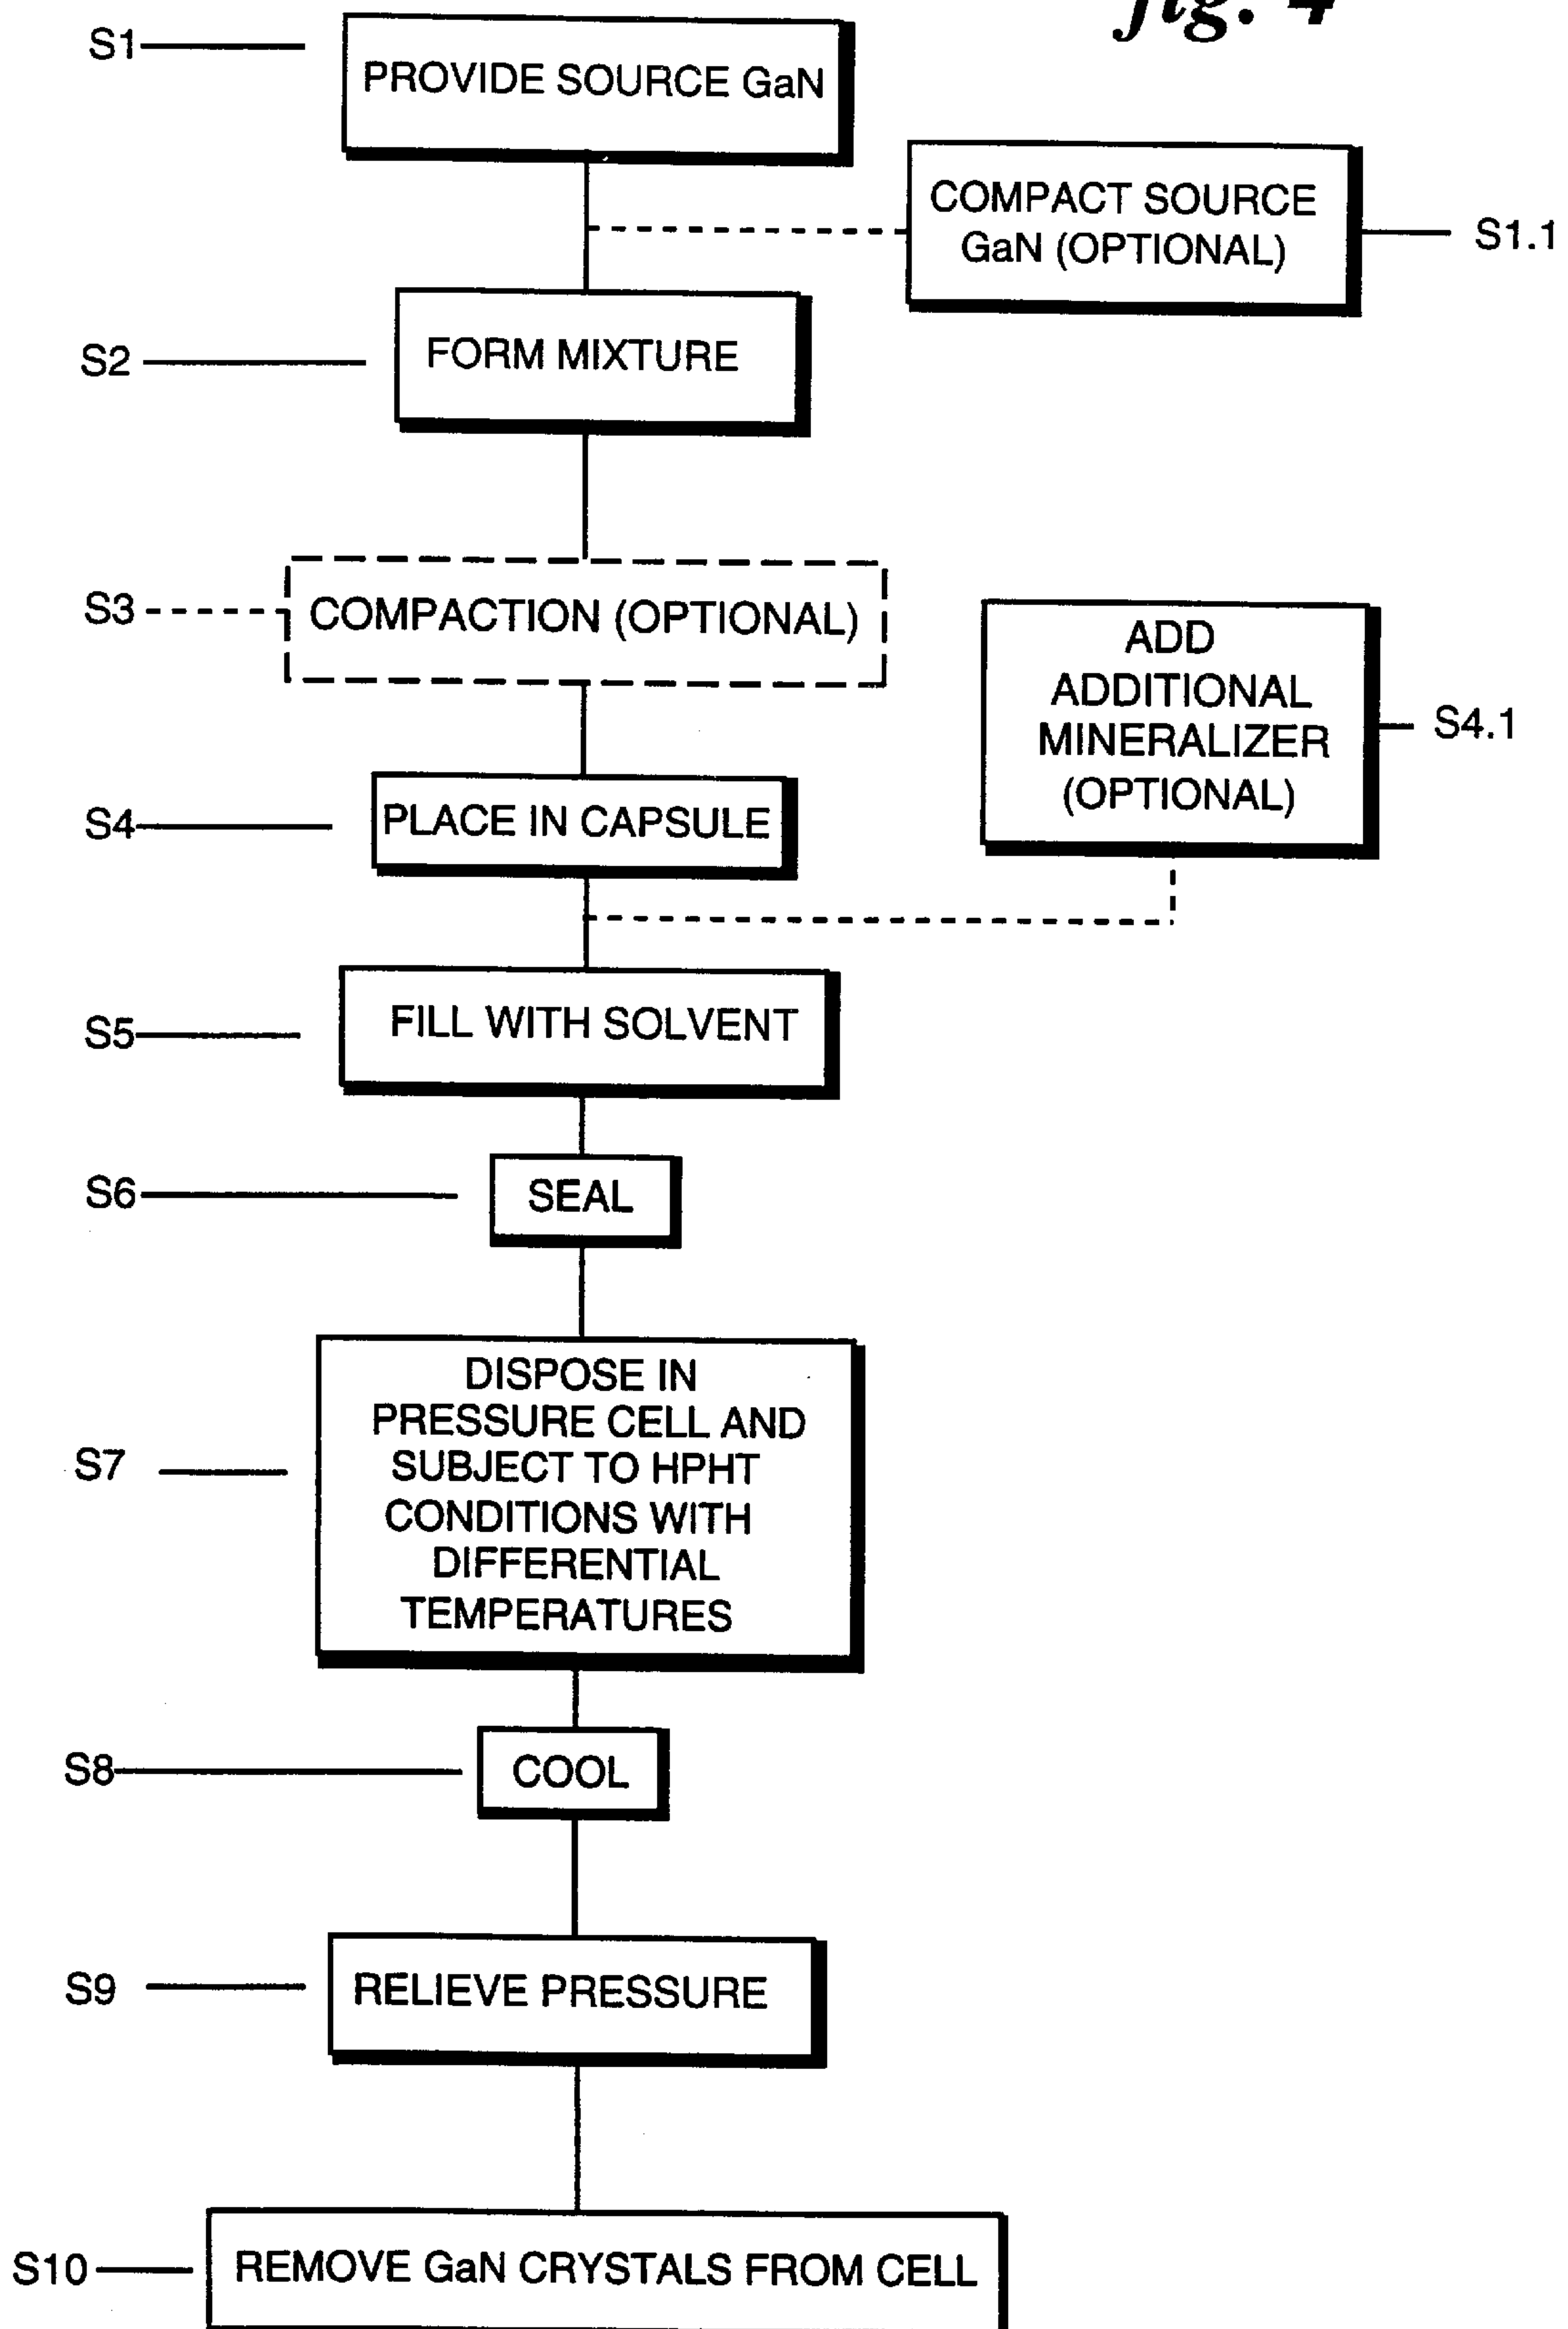 fig. 4
S1
PROVIDE SOURCE GaN
COMPACT SOURCE
GaN (OPTIONAL)
S1.1
S2
FORM MIXTURE
S3
COMPACTION (OPTIONAL)
ADD
ADDITIONAL
MINERALIZER
(OPTIONAL)
S4.1
S4
PLACE IN CAPSULE
S5
FILL WITH SOLVENT
S6
SEAL
S7
DISPOSE IN
PRESSURE CELL AND
SUBJECT TO HPHT
CONDITIONS WITH
DIFFERENTIAL
TEMPERATURES
S8
COOL
S9
RELIEVE PRESSURE
S10
REMOVE GaN CRYSTALS FROM CELL